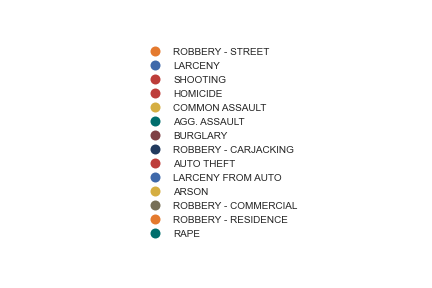 ROBBERY - STREET
LARCENY
SHOOTING
HOMICIDE
COMMON ASSAULT
AGG. ASSAULT
BURGLARY
ROBBERY - CARJACKING
AUTO THEFT
LARCENY FROM AUTO
ARSON
ROBBERY - COMMERCIAL
ROBBERY - RESIDENCE
RAPE